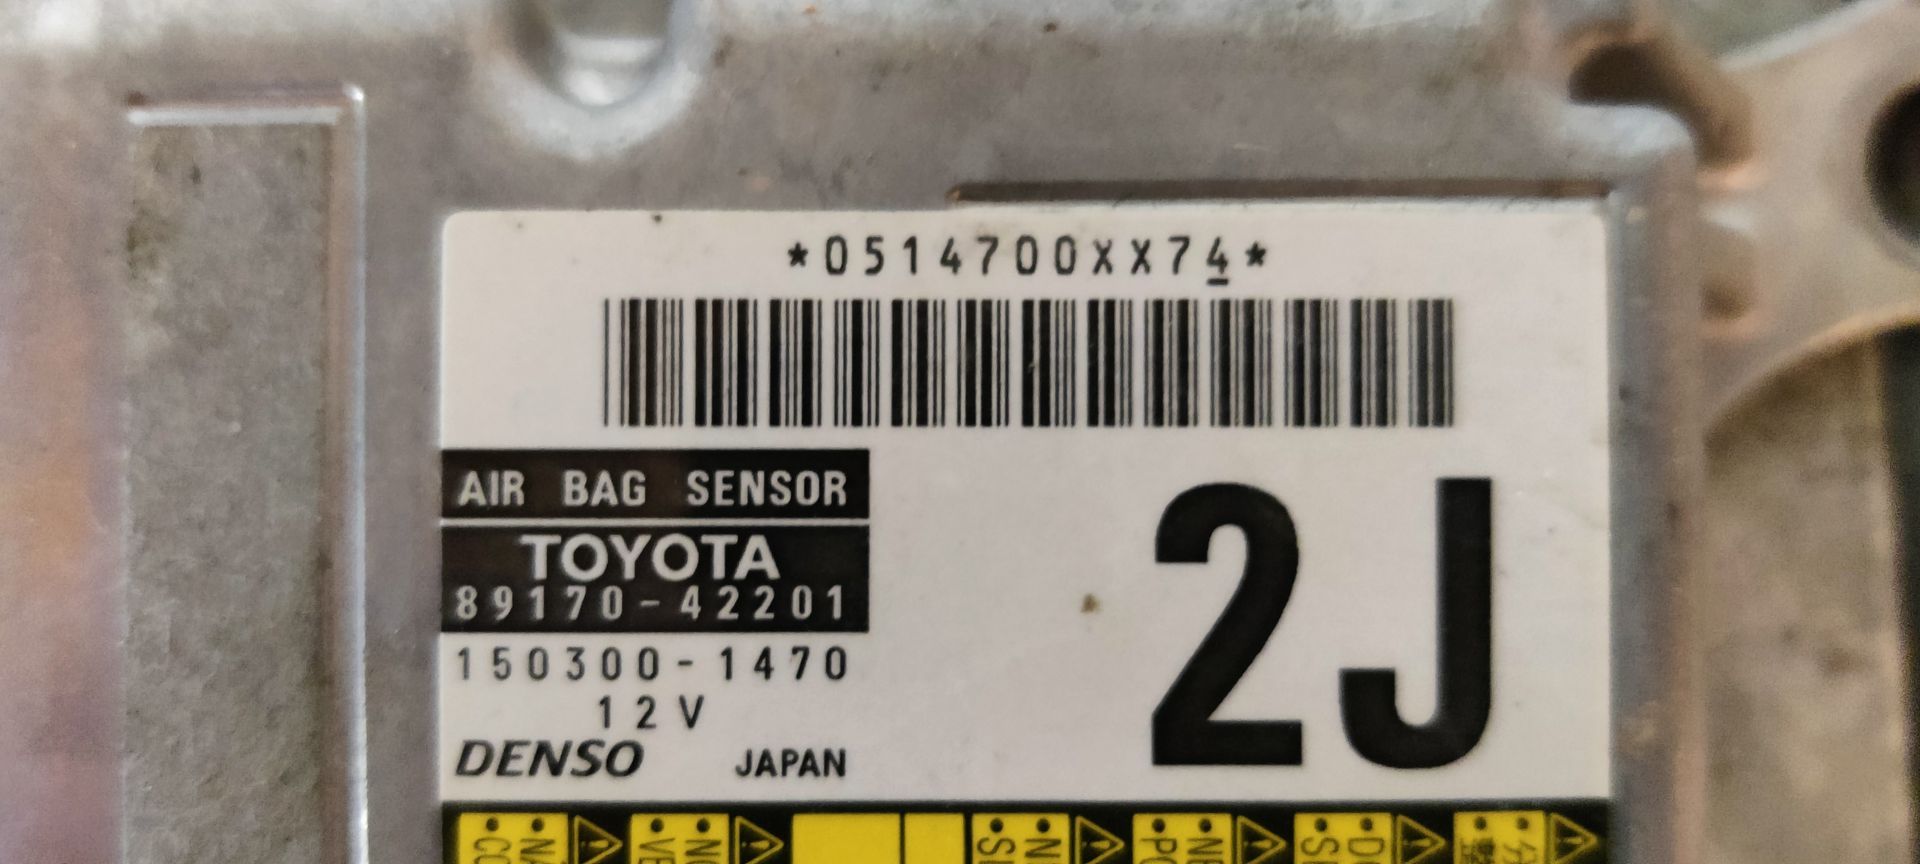 *0514700XX74*
AIR BAG SENSOR
TOYOTA
89170-42201
150300-1470
12V
DENSO JAPAN
2J